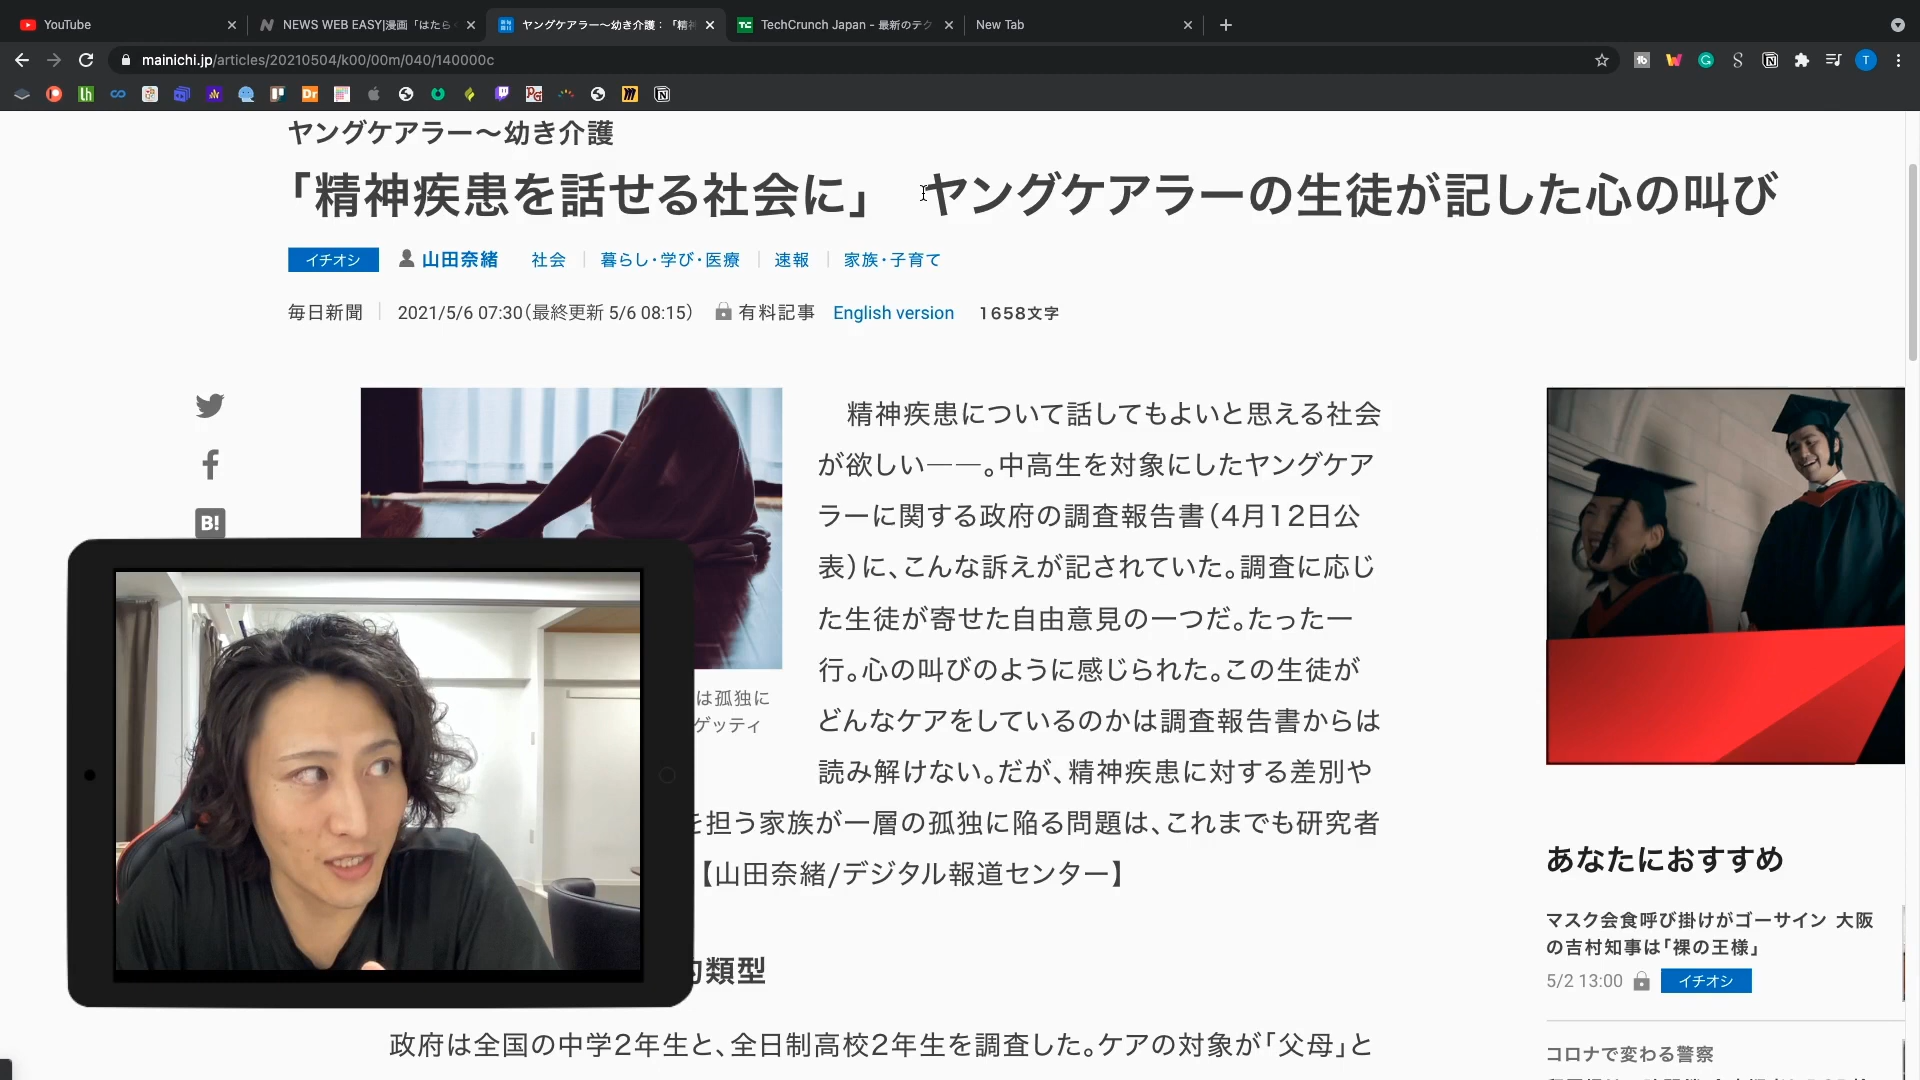 YouTube
NEWS WEB EASY|漫画「はたら
ヤングケアラー～幼き介護：「精
TechCrunch Japan - 最新のテク
New Tab
mainichi.jp/articles/20210504/k00/00m/040/140000c
ヤングケアラー～幼き介護
「精神疾患を話せる社会に」　ヤングケアラーの生徒が記した心の叫び
イチオシ 山田奈緒 社会 暮らし・学び・医療 速報 家族・子育て
毎日新聞 2021/5/6 07:30(最終更新 5/6 08:15) 有料記事 English version 1658文字
精神疾患について話してもよいと思える社会
が欲しい――。中高生を対象にしたヤングケア
ラーに関する政府の調査報告書(4月12日公
表)に、こんな訴えが記されていた。調査に応じ
た生徒が寄せた自由意見の一つだ。たった一
行。心の叫びのように感じられた。この生徒が
どんなケアをしているのかは調査報告書からは
読み解けない。だが、精神疾患に対する差別や
を担う家族が一層の孤独に陥る問題は、これまでも研究者
【山田奈緒/デジタル報道センター】
は孤独に
ゲッティ
B!
的類型
政府は全国の中学2年生と、全日制高校2年生を調査した。ケアの対象が「父母」と
あなたにおすすめ
マスク会食呼び掛けがゴーサイン 大阪
の吉村知事は「裸の王様」
5/2 13:00 イチオシ
コロナで変わる警察